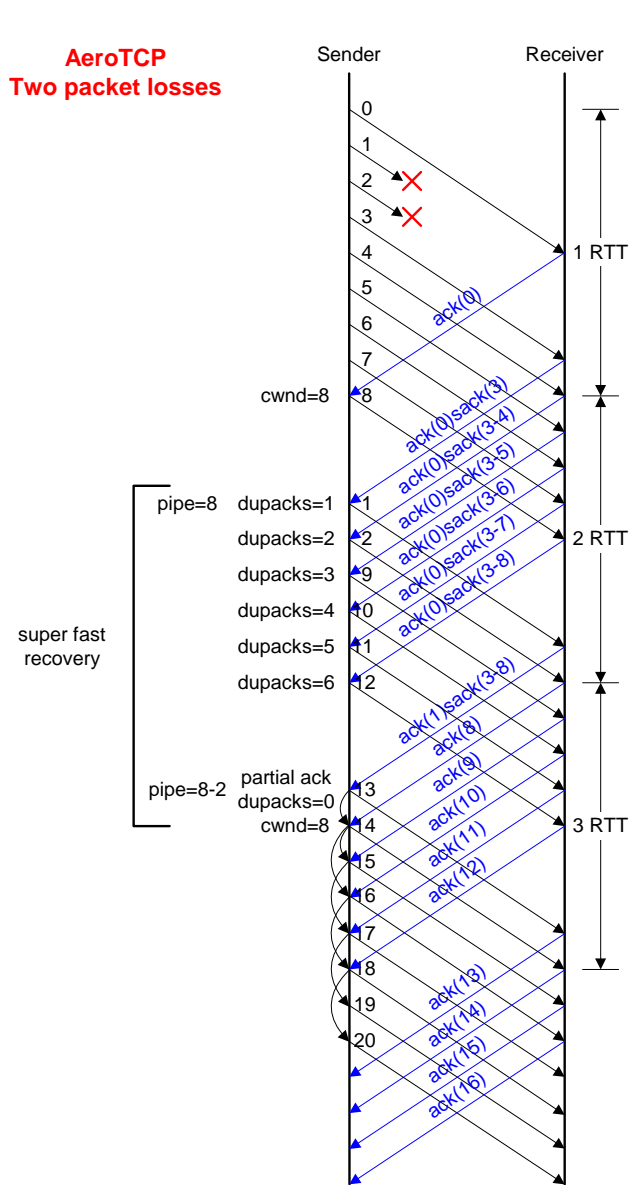 AeroTCP
Two packet losses
Sender
Receiver
0
1
2
3
4
1 RTT
5
ack(0)
6
7
cwnd=8
8
ack(0)sack(3)
ack(0)sack(3-4)
ack(0)sack(3-5)
ack(0)sack(3-6)
ack(0)sack(3-7)
ack(0)sack(3-8)
pipe=8
dupacks=1
1
dupacks=2
2
2 RTT
dupacks=3
9
dupacks=4
10
super fast
recovery
dupacks=5
11
dupacks=6
12
ack(1)sack(3-8)
ack(8)
ack(9)
ack(10)
ack(11)
ack(12)
pipe=8-2
partial ack
dupacks=0
13
cwnd=8
14
3 RTT
15
16
17
18
19
20
ack(13)
ack(14)
ack(15)
ack(16)